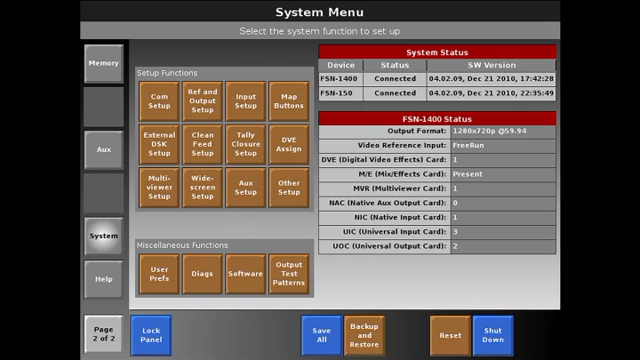 System Menu
Select the system function to set up
Memory
Aux
System
Help
Page
2 of 2
Setup Functions
Com
Setup
Ref and
Output
Setup
Input
Setup
Map
Buttons
External
DSK
Setup
Clean
Feed
Setup
Tally
Closure
Setup
DVE
Assign
Multi-
viewer
Setup
Wide-
screen
Setup
Aux
Setup
Other
Setup
Miscellaneous Functions
User
Prefs
Diags
Software
Output
Test
Patterns
System Status
Device Status SW Version
FSN-1400 Connected 04.02.09, Dec 21 2010, 17:42:28
FSN-150 Connected 04.02.09, Dec 21 2010, 22:35:49
FSN-1400 Status
Output Format: 1280x720p @59.94
Video Reference Input: FreeRun
DVE (Digital Video Effects) Card: 1
M/E (Mix/Effects) Card: Present
MVR (Multiviewer Card): 1
NAC (Native Aux Output Card): 0
NIC (Native Input Card): 1
UIC (Universal Input Card): 3
UOC (Universal Output Card): 2
Lock
Panel
Save
All
Backup
and
Restore
Reset
Shut
Down